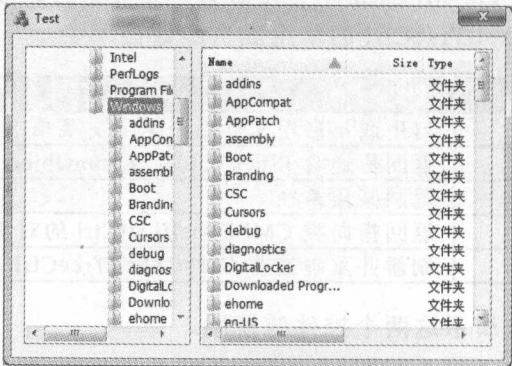 Test
Intel
PerfLogs
Program Fil
Windows
addins
AppCon
AppPatc
assembl
Boot
Branding
CSC
Cursors
debug
diagnos
DigitalLo
Downlo
ehome
Name Size Type
addins 文件夹
AppCompat 文件夹
AppPatch 文件夹
assembly 文件夹
Boot 文件夹
Branding 文件夹
CSC 文件夹
Cursors 文件夹
debug 文件夹
diagnostics 文件夹
DigitalLocker 文件夹
Downloaded Progr... 文件夹
ehome 文件夹
en-US 文件夹